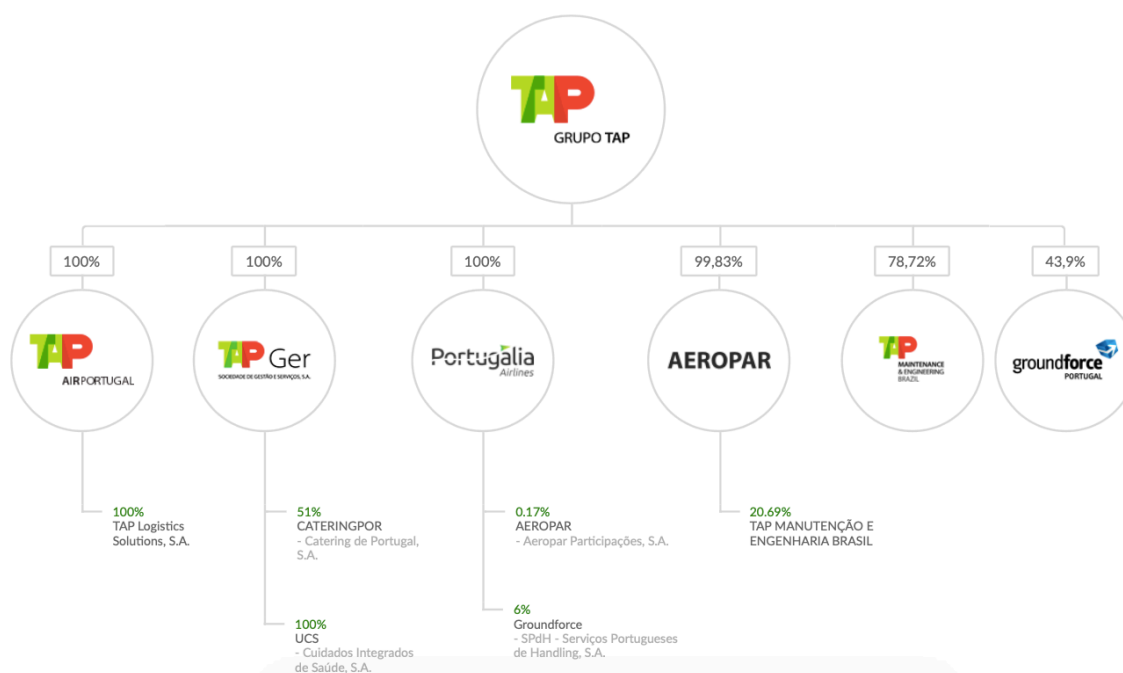 TAP
GRUPO TAP
100%
100%
100%
99,83%
78,72%
43,9%
TAP
AIRPORTUGAL
TAP Ger
SOCIEDADE DE GESTÃO E SERVIÇOS, S.A.
Portugália
Airlines
AEROPAR
TAP
MAINTENANCE
& ENGINEERING
BRAZIL
groundforce
PORTUGAL
100%
TAP Logistics
Solutions, S.A.
51%
CATERINGPOR
- Catering de Portugal,
S.A.
0.17%
AEROPAR
- Aeropar Participações, S.A.
20.69%
TAP MANUTENÇÃO E
ENGENHARIA BRASIL
100%
UCS
- Cuidados Integrados
de Saúde, S.A.
6%
Groundforce
- SPdH - Serviços Portugueses
de Handling, S.A.